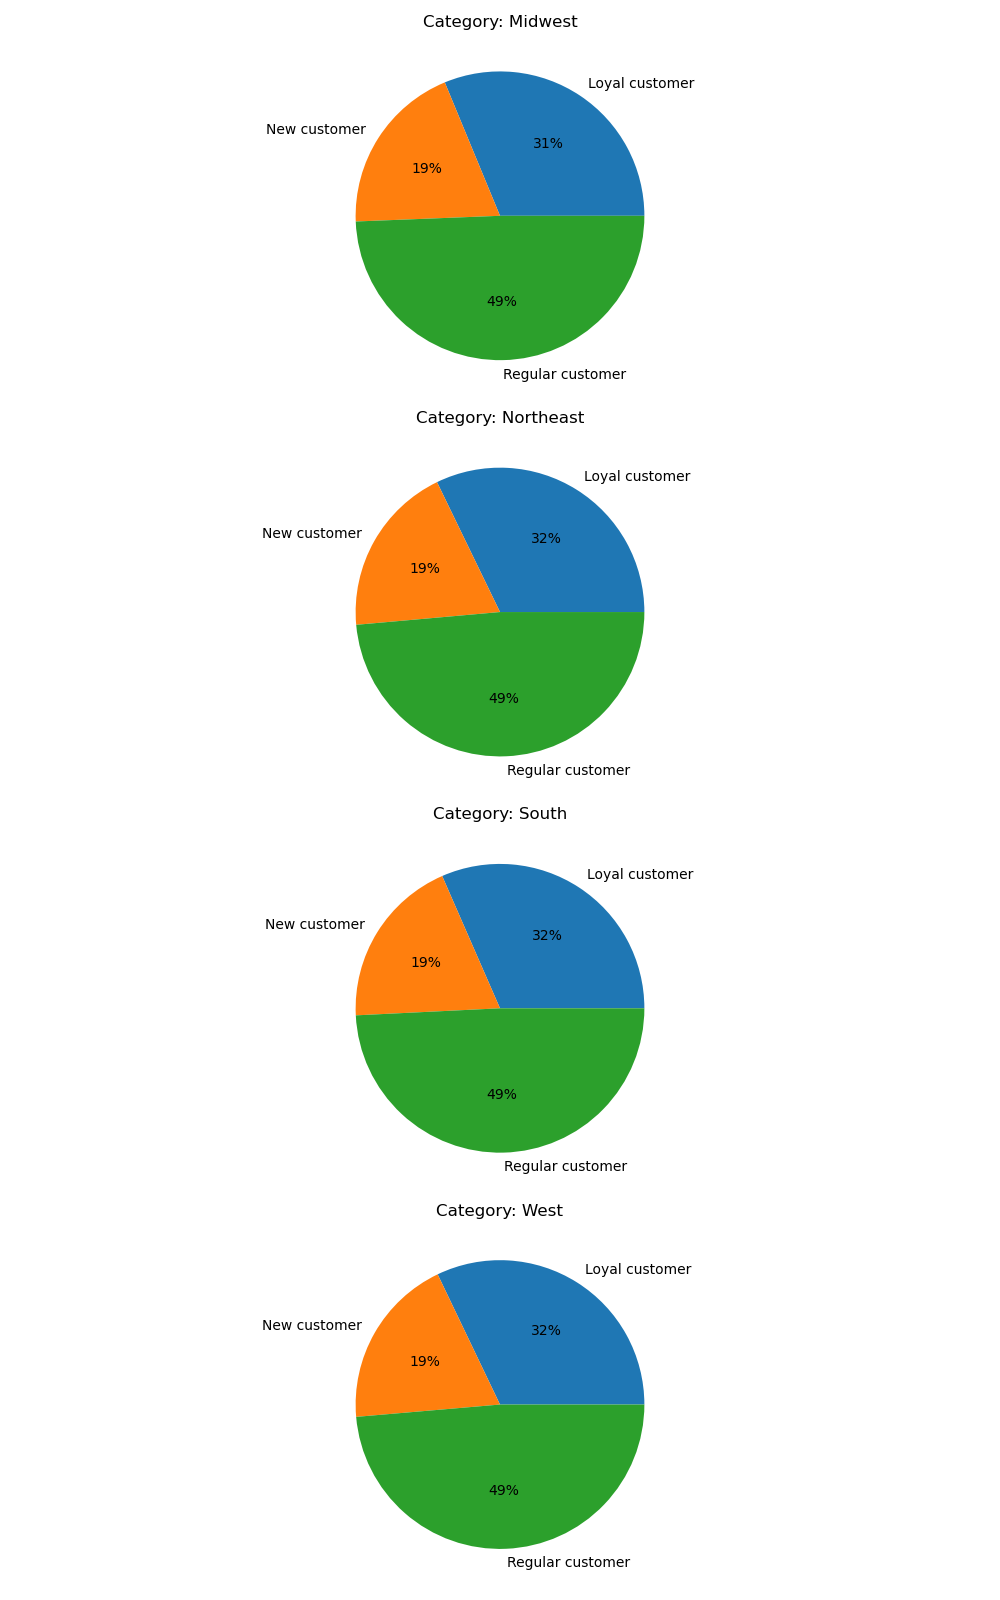 Category: Midwest
Loyal customer
New customer
31%
19%
49%
Regular customer
Category: Northeast
Loyal customer
New customer
32%
19%
49%
Regular customer
Category: South
Loyal customer
New customer
32%
19%
49%
Regular customer
Category: West
Loyal customer
New customer
32%
19%
49%
Regular customer